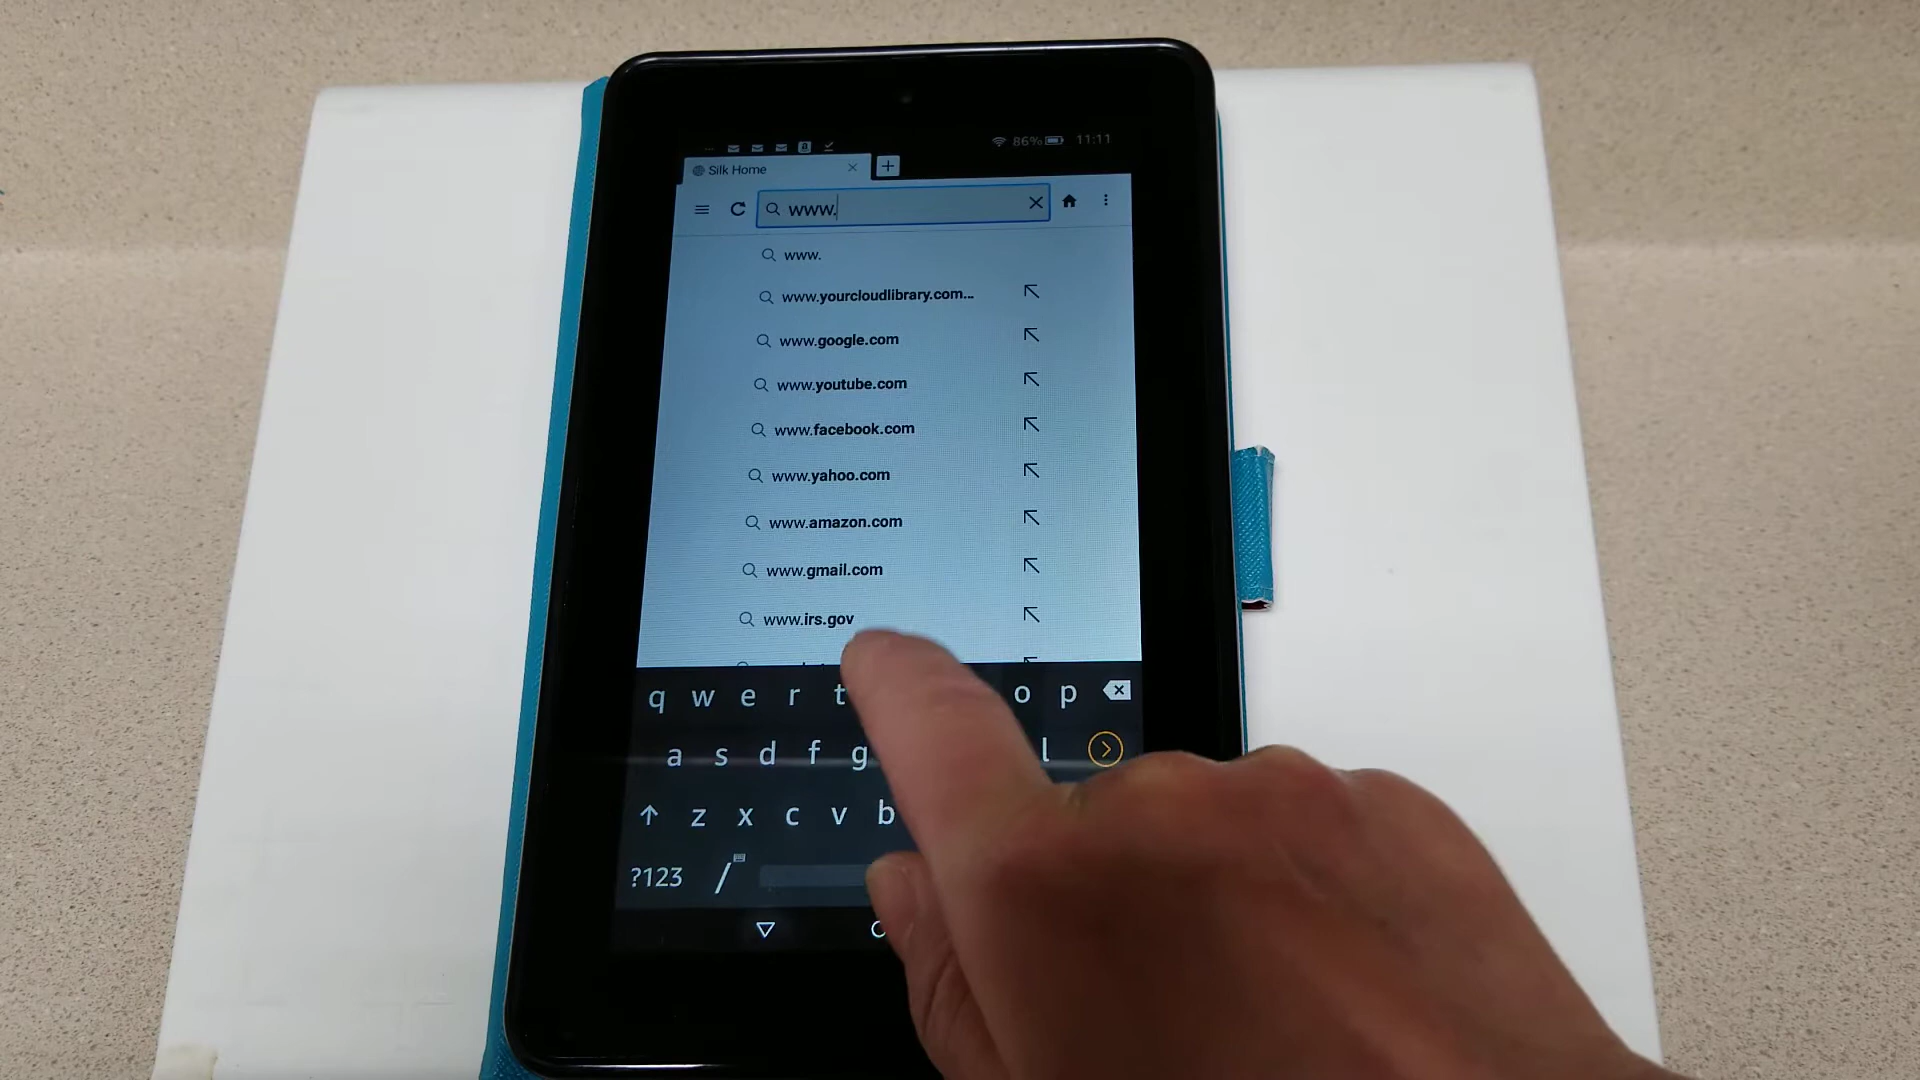 86% 11:11
Silk Home
www.
www.
www.yourcloudlibrary.com...
www.google.com
www.youtube.com
www.facebook.com
www.yahoo.com
www.amazon.com
www.gmail.com
www.irs.gov
q w e r t o p
a s d f g l
z x c v b
?123 /